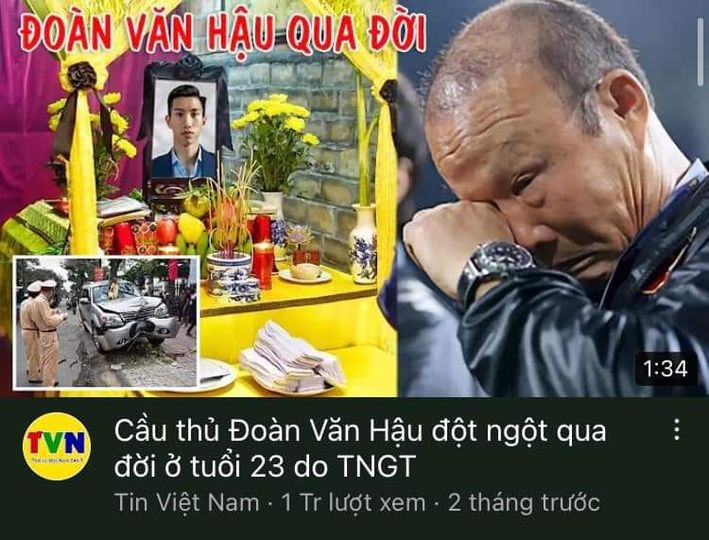 ĐOÀN VĂN HẬU QUA ĐỜI
1:34
TVN
Cầu thủ Đoàn Văn Hậu đột ngột qua
đời ở tuổi 23 do TNGT
Tin Việt Nam · 1 Tr lượt xem · 2 tháng trước